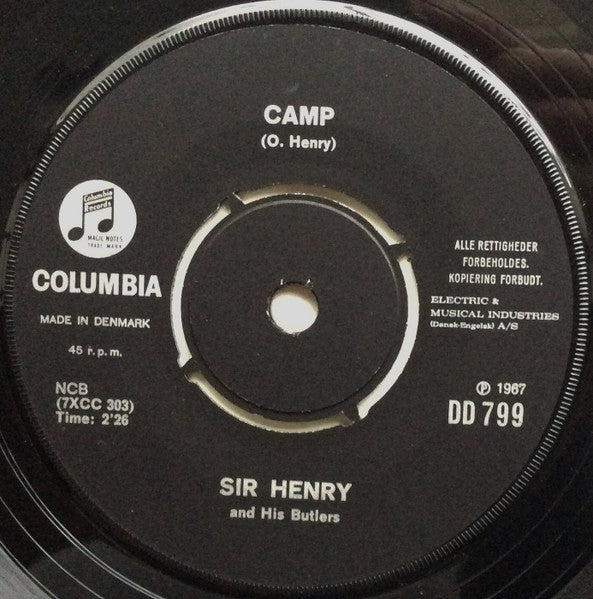 CAMP
(O. Henry)
Columbia
Records
MAGIC NOTES
TRADE MARK
COLUMBIA
MADE IN DENMARK
45 r.p.m.
NCB
(7XCC 303)
Time: 2'26
ALLE RETTIGHEDER
FORBEHOLDES.
KOPIERING FORBUDT.
ELECTRIC &
MUSICAL INDUSTRIES
(Dansk-Engelsk) A/S
℗ 1967
DD 799
SIR HENRY
and His Butlers